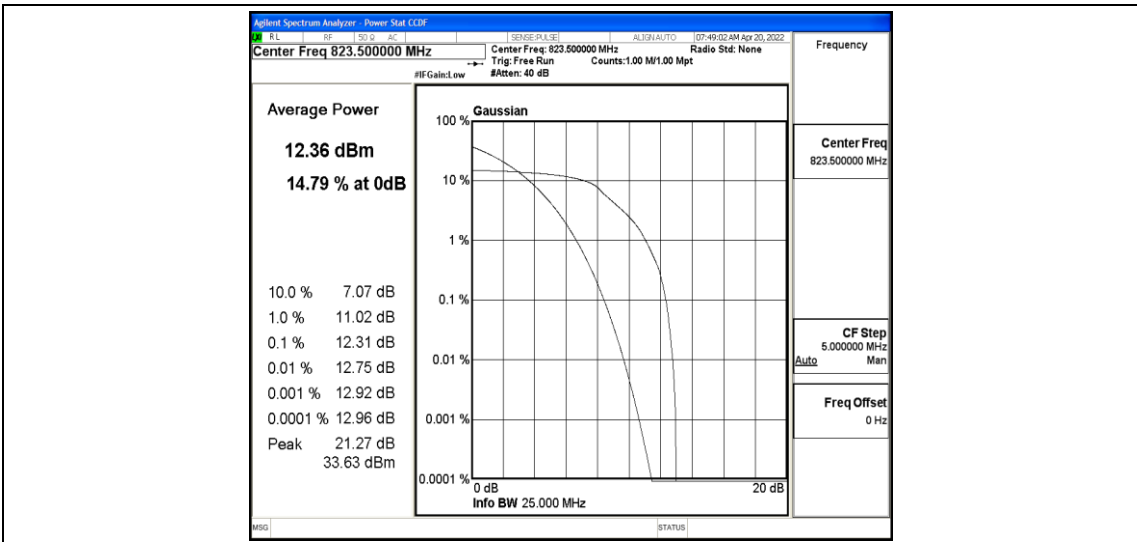 Agilent Spectrum Analyzer - Power Stat CCDF
LXI RL RF 50 Ω AC SENSE:PULSE ALIGNAUTO 07:49:02 AM Apr 20, 2022
Center Freq 823.500000 MHz
Center Freq: 823.500000 MHz Radio Std: None
Trig: Free Run Counts:1.00 M/1.00 Mpt
#IFGain:Low #Atten: 40 dB
Frequency
Average Power
12.36 dBm
14.79 % at 0dB
10.0 % 7.07 dB
1.0 % 11.02 dB
0.1 % 12.31 dB
0.01 % 12.75 dB
0.001 % 12.92 dB
0.0001 % 12.96 dB
Peak 21.27 dB
33.63 dBm
Gaussian
100 %
10 %
1 %
0.1 %
0.01 %
0.001 %
0.0001 %
0 dB 20 dB
Info BW 25.000 MHz
Center Freq
823.500000 MHz
CF Step
5.000000 MHz
Auto Man
Freq Offset
0 Hz
MSG STATUS